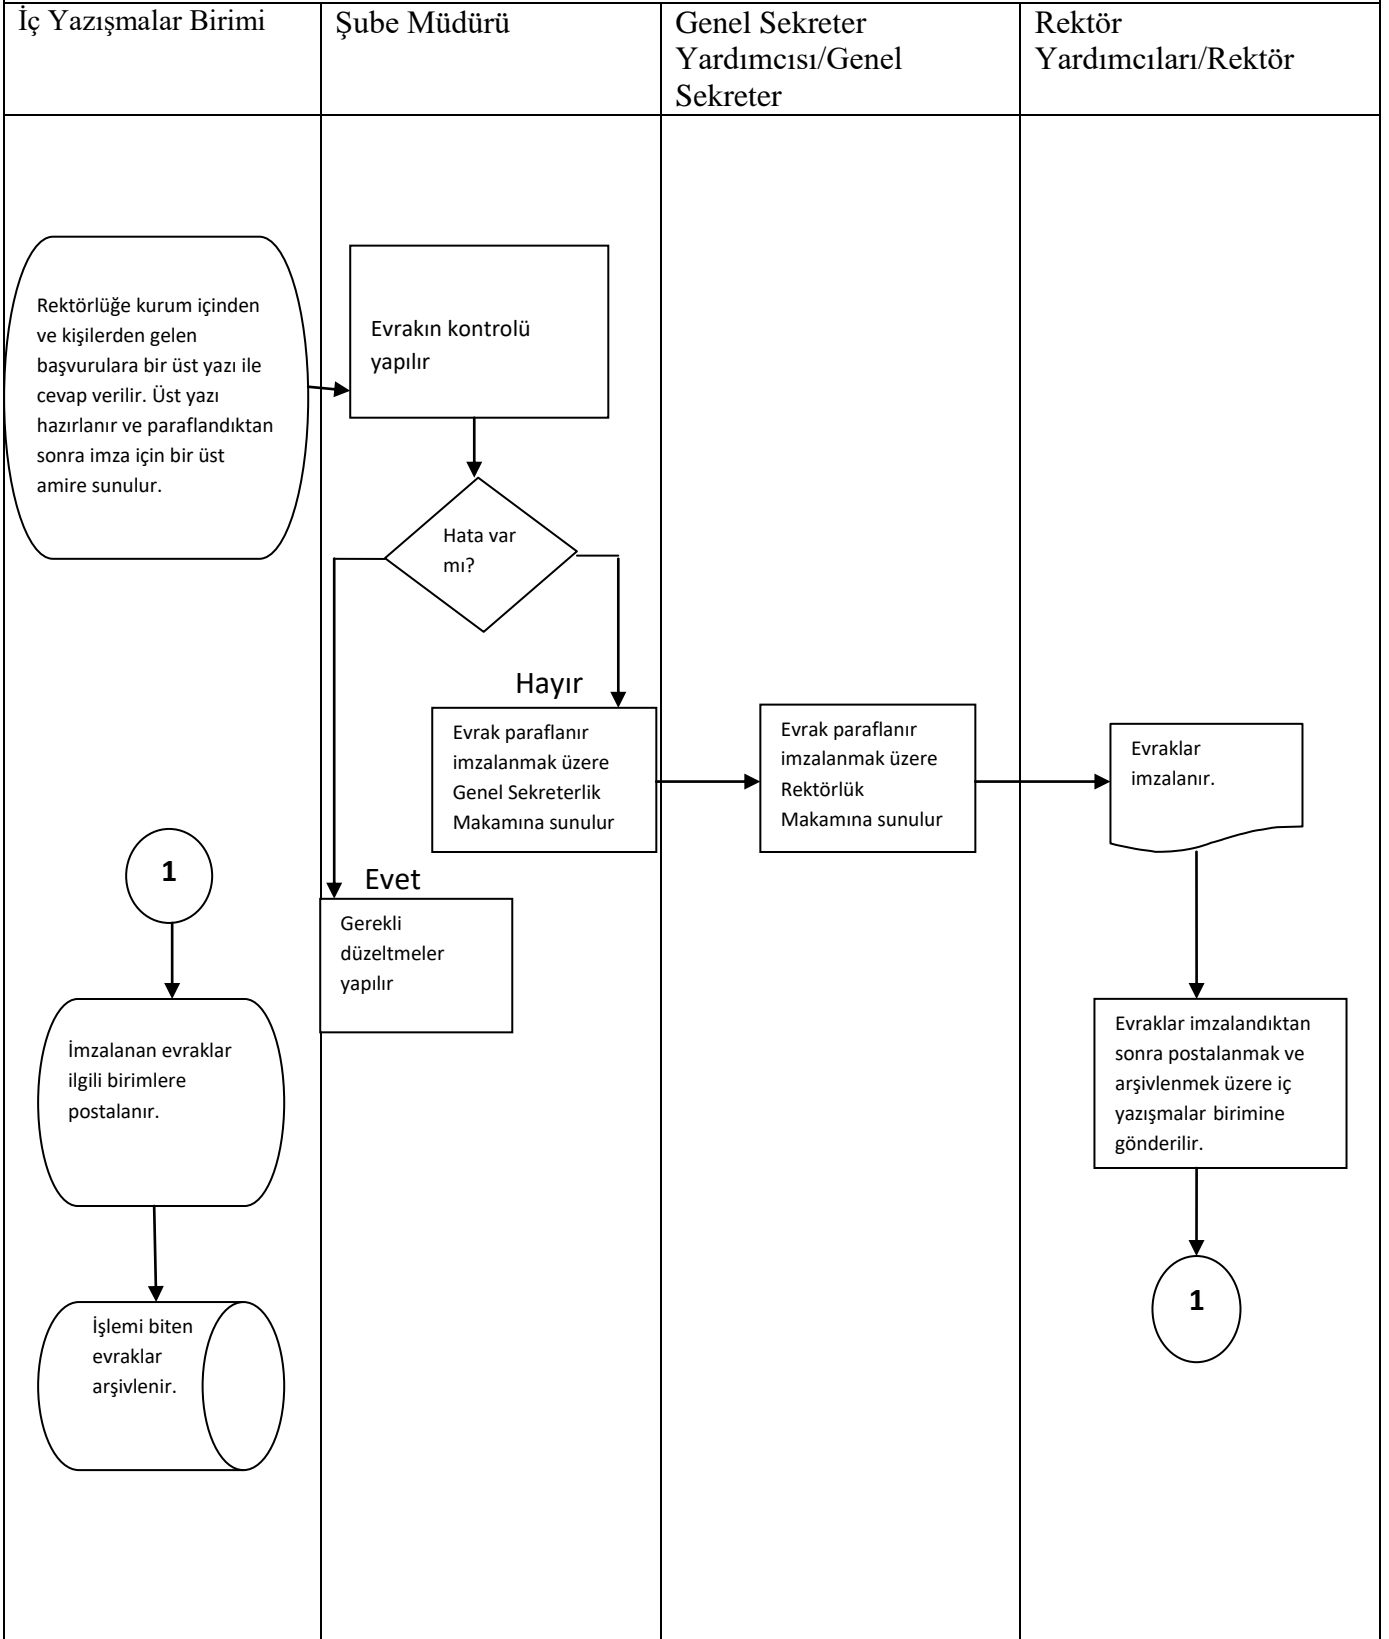 İç Yazışmalar Birimi
Şube Müdürü
Genel Sekreter
Yardımcısı/Genel
Sekreter
Rektör
Yardımcıları/Rektör
Rektörlüğe kurum içinden
ve kişilerden gelen
başvurulara bir üst yazı ile
cevap verilir. Üst yazı
hazırlanır ve paraflandıktan
sonra imza için bir üst
amire sunulur.
Evrakın kontrolü
yapılır
Hata var
mı?
Hayır
Evrak paraflanır
imzalanmak üzere
Genel Sekreterlik
Makamına sunulur
Evrak paraflanır
imzalanmak üzere
Rektörlük
Makamına sunulur
Evraklar
imzalanır.
Evet
Gerekli
düzeltmeler
yapılır
Evraklar imzalandıktan
sonra postalanmak ve
arşivlenmek üzere iç
yazışmalar birimine
gönderilir.
1
1
İmzalanan evraklar
ilgili birimlere
postalanır.
İşlemi biten
evraklar
arşivlenir.